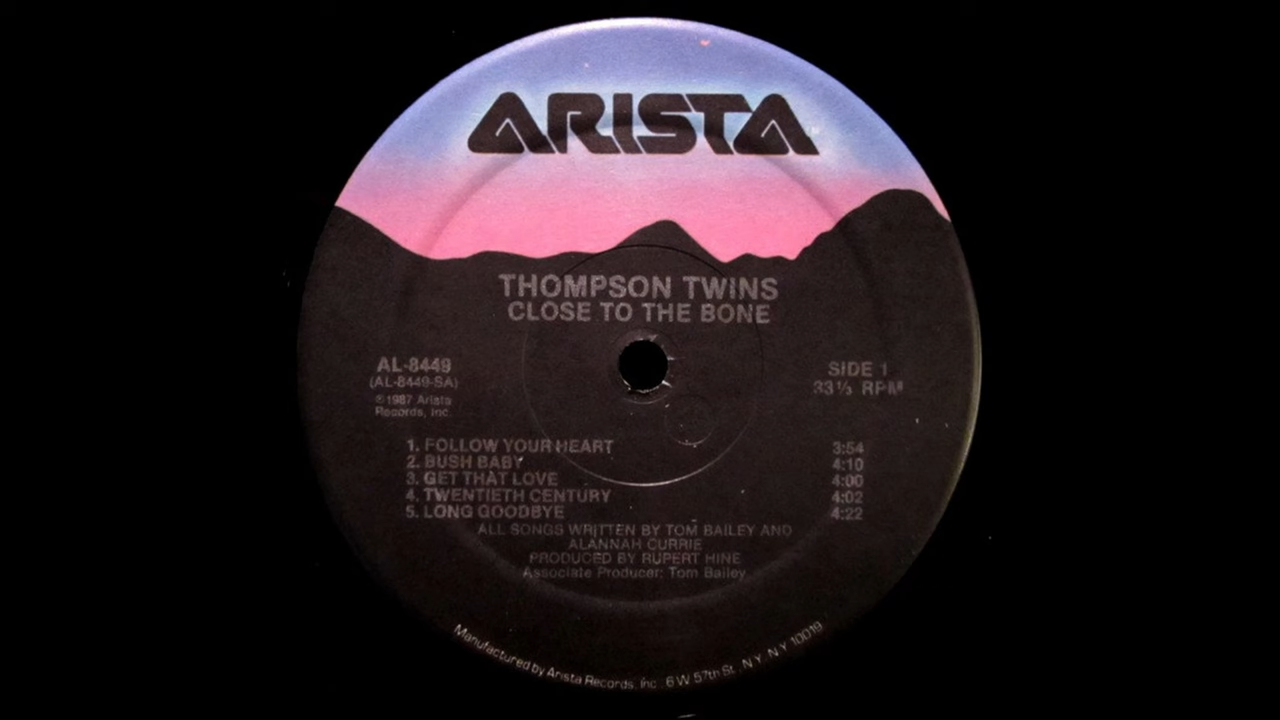 ARISTA
THOMPSON TWINS
CLOSE TO THE BONE
AL-8449
(AL-8449-SA)
℗1987 Arista
Records, Inc.
SIDE 1
33⅓ RPM
1. FOLLOW YOUR HEART 3:54
2. BUSH BABY 4:10
3. GET THAT LOVE 4:00
4. TWENTIETH CENTURY 4:02
5. LONG GOODBYE 4:22
ALL SONGS WRITTEN BY TOM BAILEY AND
ALANNAH CURRIE
PRODUCED BY RUPERT HINE
Associate Producer: Tom Bailey
Manufactured by Arista Records, Inc. 6 W 57th St., N.Y. N.Y 10019